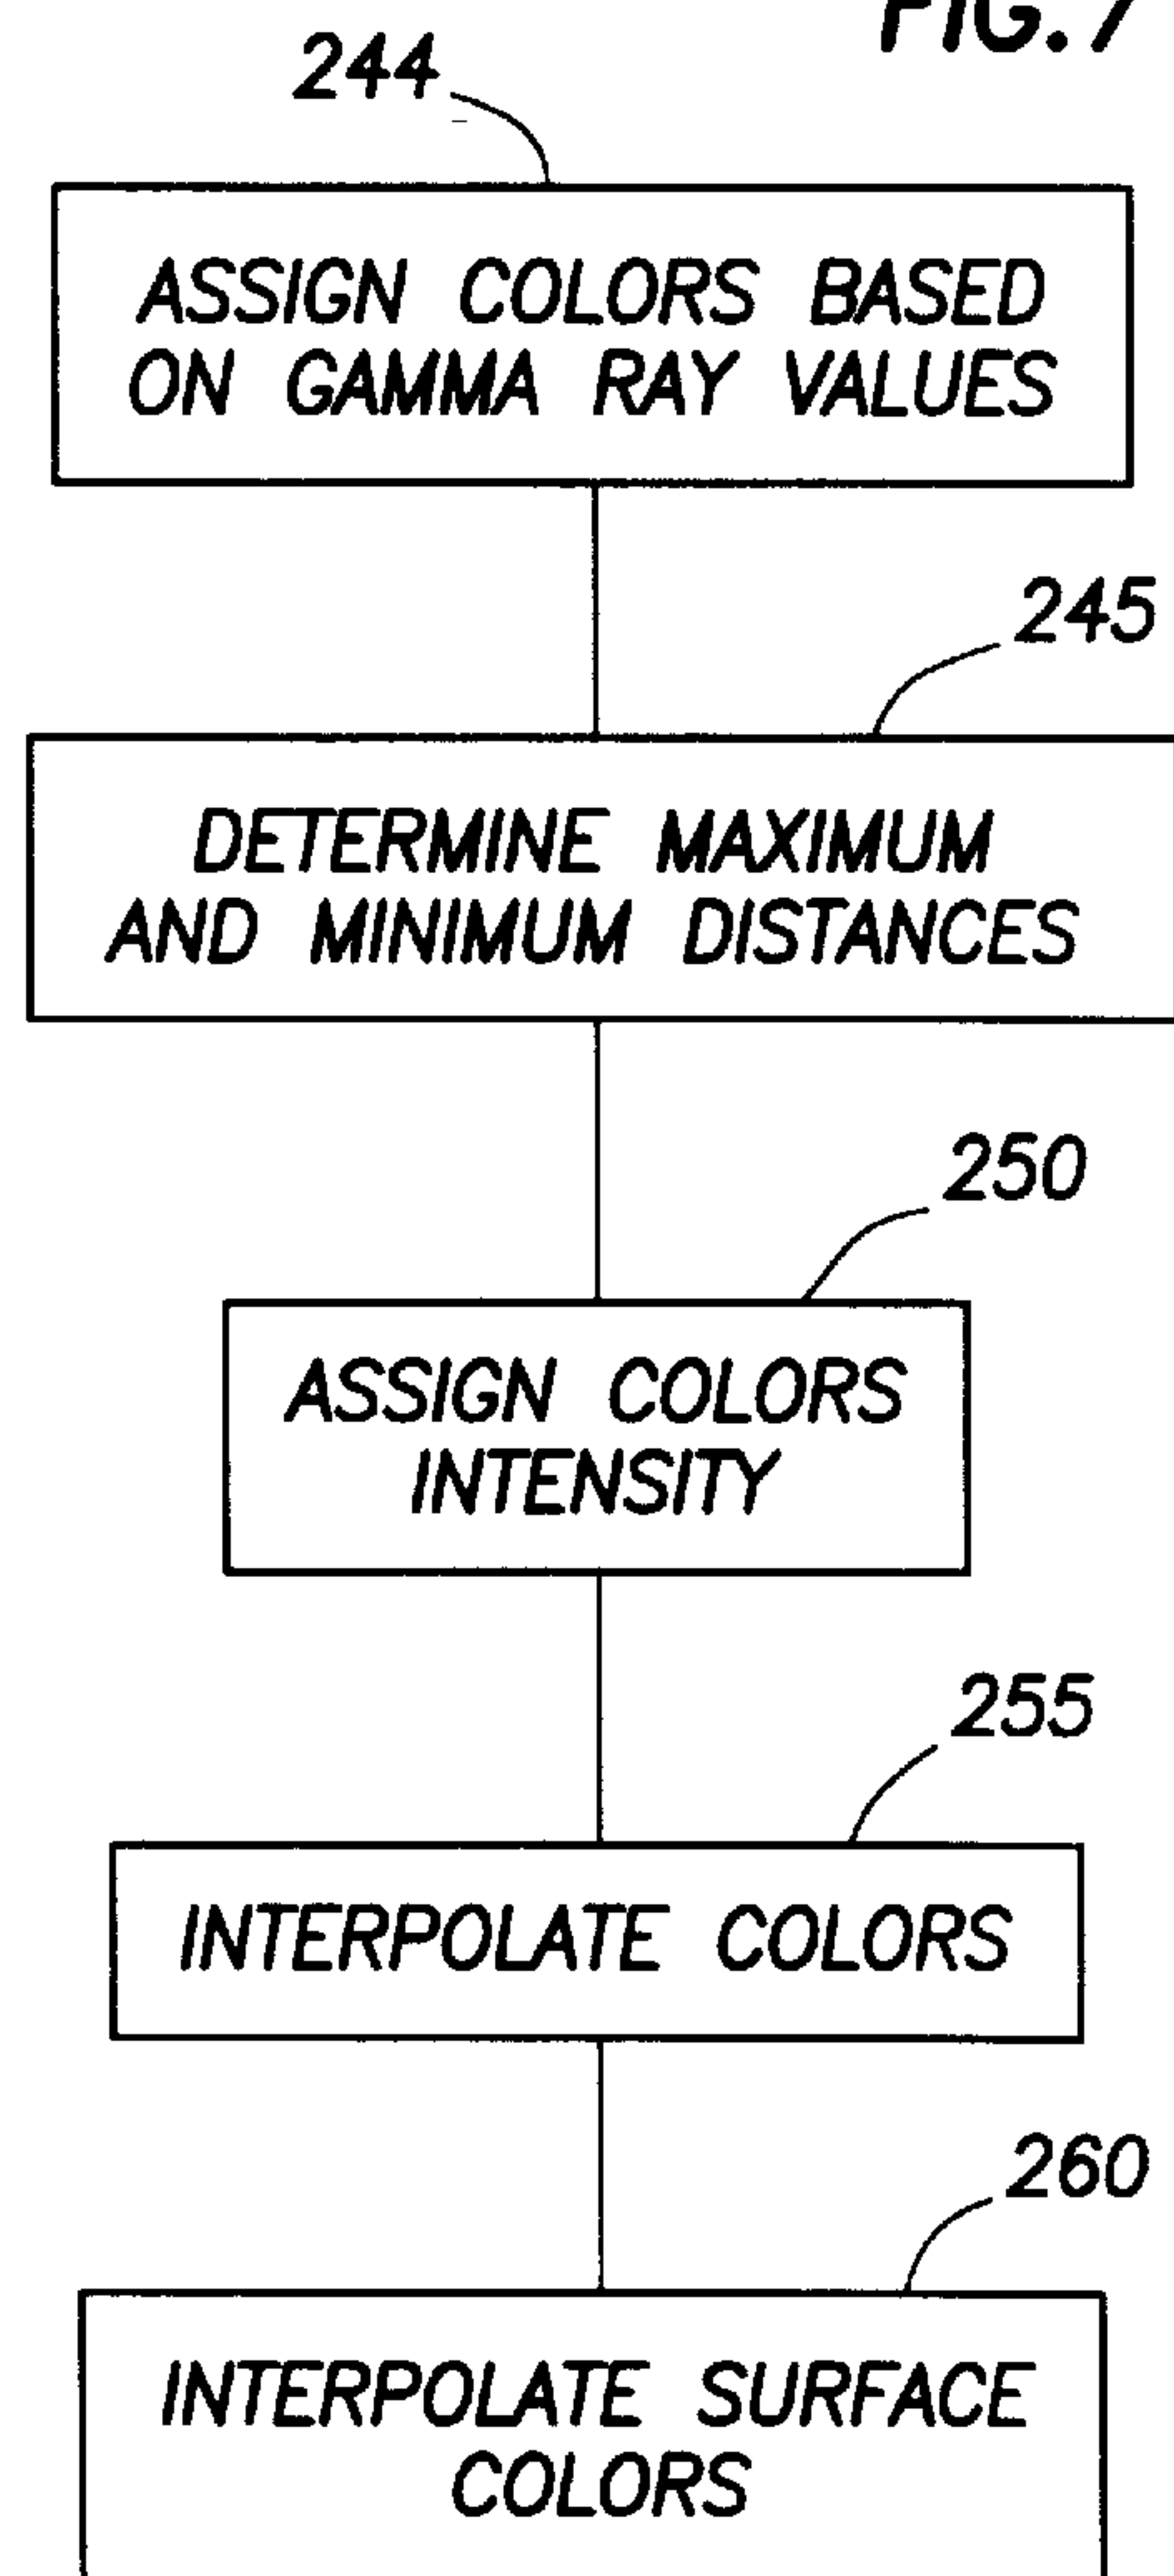 FIG. 7
244
ASSIGN COLORS BASED
ON GAMMA RAY VALUES
245
DETERMINE MAXIMUM
AND MINIMUM DISTANCES
250
ASSIGN COLORS
INTENSITY
255
INTERPOLATE COLORS
260
INTERPOLATE SURFACE
COLORS